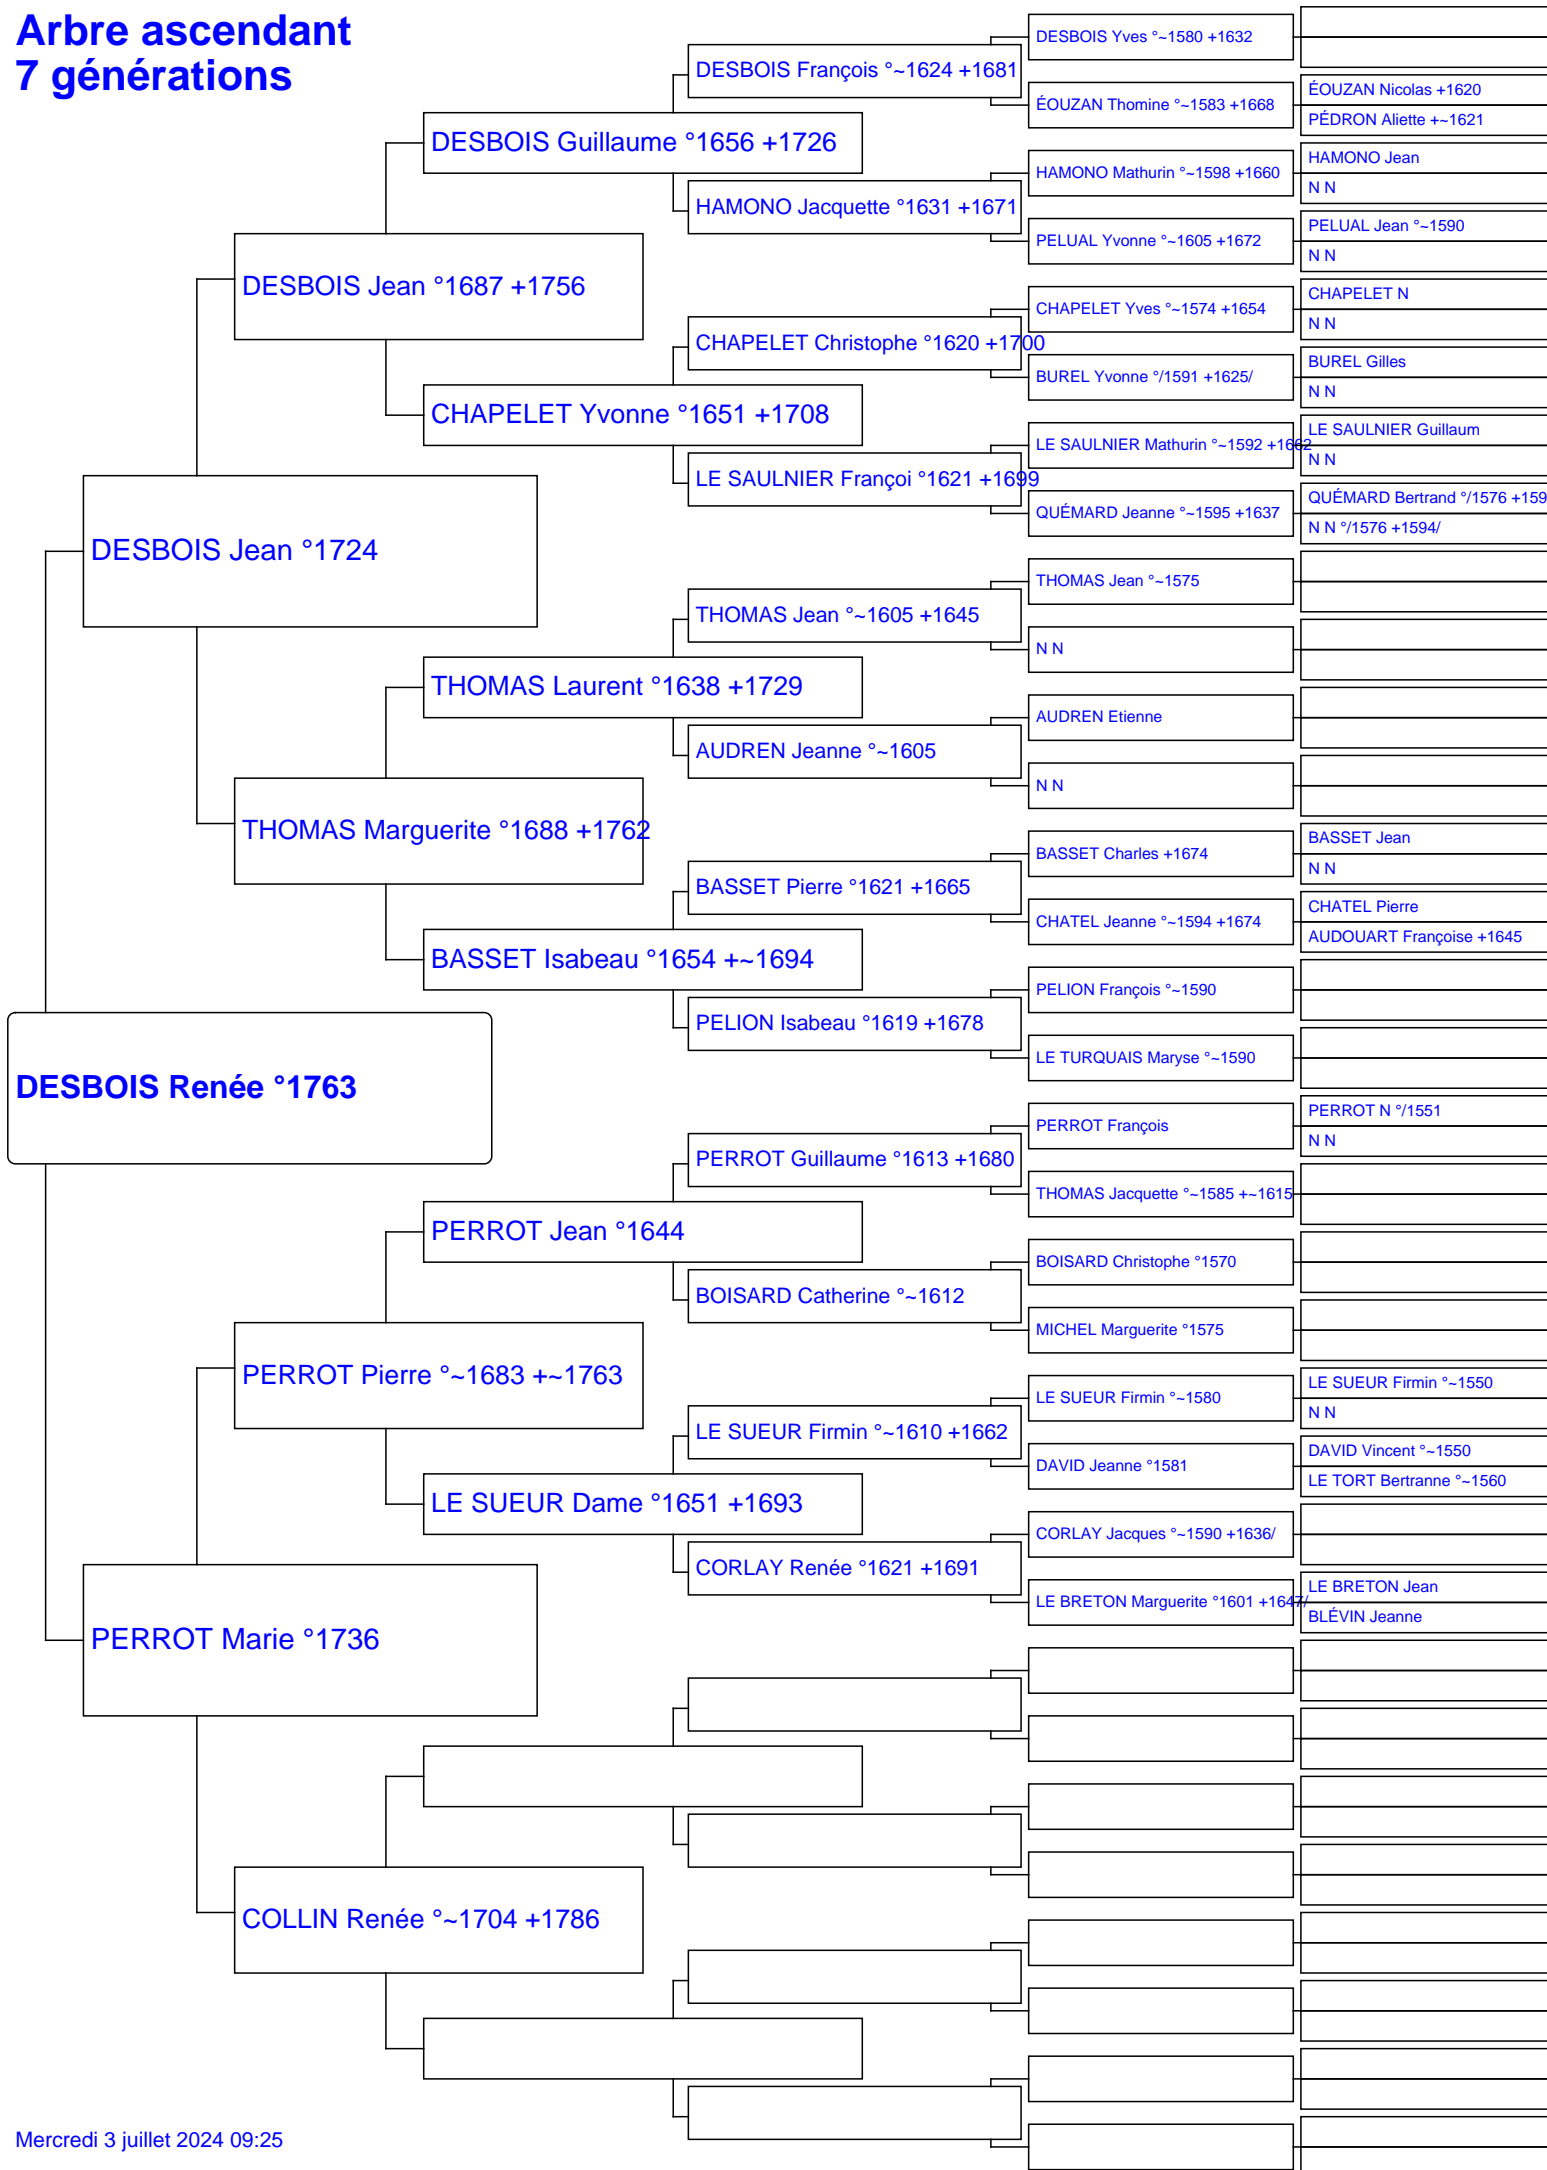 Arbre ascendant
7 générations
DESBOIS Renée °1763
DESBOIS Jean °1724
PERROT Marie °1736
DESBOIS Jean °1687 +1756
THOMAS Marguerite °1688 +1762
PERROT Pierre °~1683 +~1763
COLLIN Renée °~1704 +1786
DESBOIS Guillaume °1656 +1726
CHAPELET Yvonne °1651 +1708
THOMAS Laurent °1638 +1729
BASSET Isabeau °1654 +~1694
PERROT Jean °1644
LE SUEUR Dame °1651 +1693
DESBOIS François °~1624 +1681
HAMONO Jacquette °1631 +1671
CHAPELET Christophe °1620 +1700
LE SAULNIER Françoi °1621 +1699
THOMAS Jean °~1605 +1645
AUDREN Jeanne °~1605
BASSET Pierre °1621 +1665
PELION Isabeau °1619 +1678
PERROT Guillaume °1613 +1680
BOISARD Catherine °~1612
LE SUEUR Firmin °~1610 +1662
CORLAY Renée °1621 +1691
DESBOIS Yves °~1580 +1632
ÉOUZAN Thomine °~1583 +1668
HAMONO Mathurin °~1598 +1660
PELUAL Yvonne °~1605 +1672
CHAPELET Yves °~1574 +1654
BUREL Yvonne °/1591 +1625/
LE SAULNIER Mathurin °~1592 +1662
QUÉMARD Jeanne °~1595 +1637
THOMAS Jean °~1575
N N
AUDREN Etienne
N N
BASSET Charles +1674
CHATEL Jeanne °~1594 +1674
PELION François °~1590
LE TURQUAIS Maryse °~1590
PERROT François
THOMAS Jacquette °~1585 +~1615
BOISARD Christophe °1570
MICHEL Marguerite °1575
LE SUEUR Firmin °~1580
DAVID Jeanne °1581
CORLAY Jacques °~1590 +1636/
LE BRETON Marguerite °1601 +1647/
ÉOUZAN Nicolas +1620
PÉDRON Aliette +~1621
HAMONO Jean
N N
PELUAL Jean °~1590
N N
CHAPELET N
N N
BUREL Gilles
N N
LE SAULNIER Guillaum
N N
QUÉMARD Bertrand °/1576 +159
N N °/1576 +1594/
BASSET Jean
N N
CHATEL Pierre
AUDOUART Françoise +1645
PERROT N °/1551
N N
LE SUEUR Firmin °~1550
N N
DAVID Vincent °~1550
LE TORT Bertranne °~1560
LE BRETON Jean
BLÉVIN Jeanne
Mercredi 3 juillet 2024 09:25